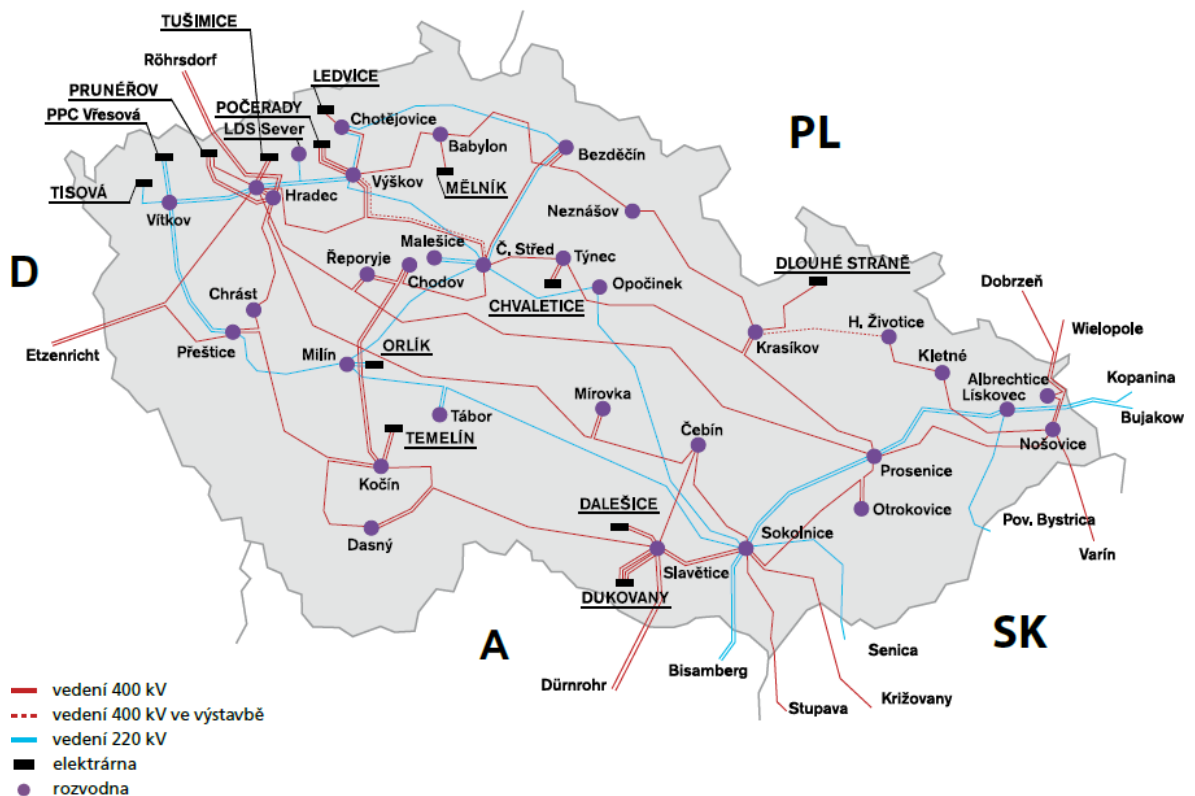 TUŠIMICE
Röhrsdorf
LEDVICE
PRUNÉŘOV
POČERADY
PPC Vřesová
LDS Sever
Chotějovice
PL
Babylon
Bezděčín
TISOVÁ
Hradec
Výškov
MĚLNÍK
Vítkov
Neznášov
Malešice
Č. Střed
Týnec
D
Řeporyje
Chodov
Opočinek
DLOUHÉ STRÁNĚ
Dobrzeń
Chrást
CHVALETICE
H. Životice
Wielopole
Etzenricht
Přeštice
Milín
ORLÍK
Krasíkov
Kletné
Albrechtice
Kopanina
Lískovec
Mírovka
Tábor
Bujakow
TEMELÍN
Čebín
Nošovice
Kočín
Prosenice
DALEŠICE
Otrokovice
Pov. Bystrica
Dasný
Sokolnice
Varín
Slavětice
DUKOVANY
A
SK
Senica
Bisamberg
Dürnrohr
Križovany
Stupava
vedení 400 kV
vedení 400 kV ve výstavbě
vedení 220 kV
elektrárna
rozvodna